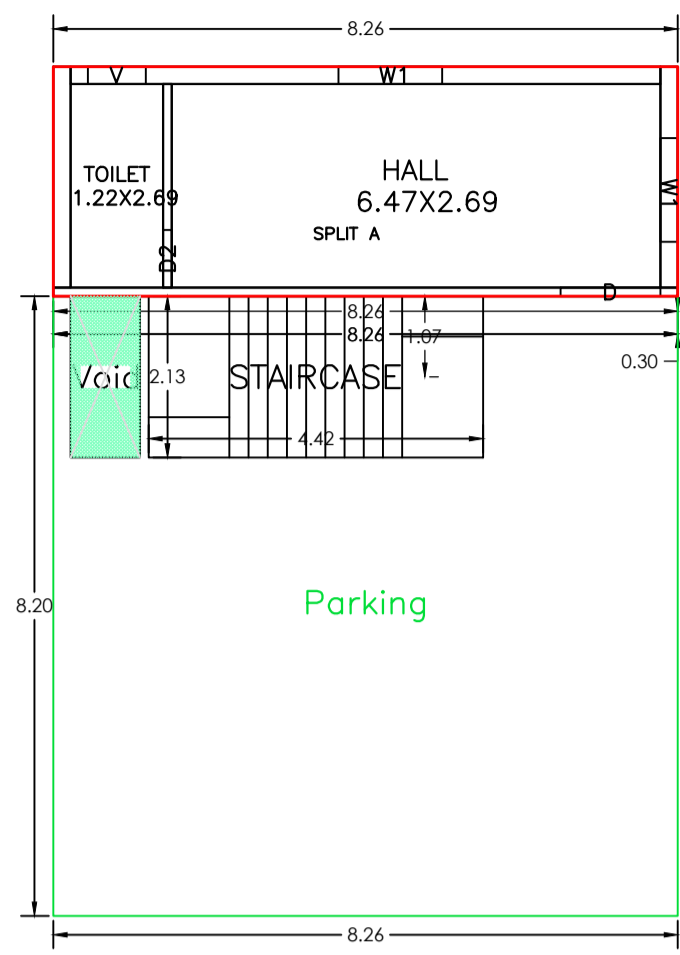 8.26
V
W1
TOILET
1.22X2.69
HALL
6.47X2.69
W1
SPLIT A
D2
D
8.26
8.26
1.07
0.30
Void
2.13
STAIRCASE
4.42
Parking
8.20
8.26